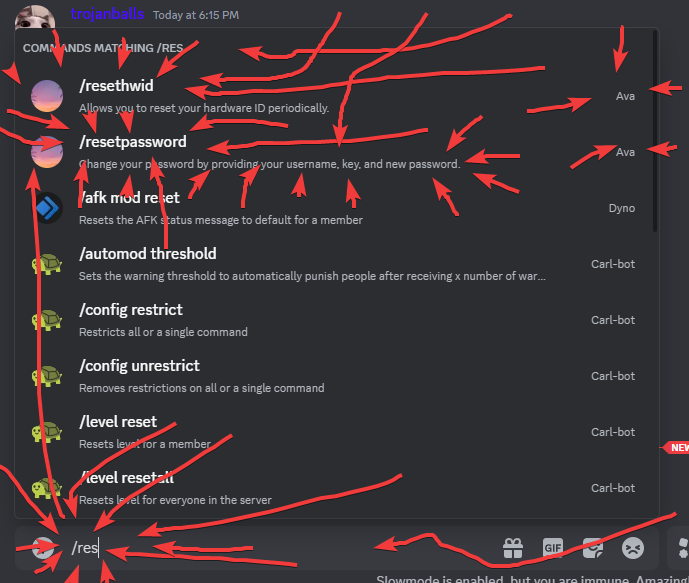 trojanballs Today at 6:15 PM
COMMANDS MATCHING /RES
/resethwid
Allows you to reset your hardware ID periodically.
Ava
/resetpassword
Change your password by providing your username, key, and new password.
Ava
/afk mod reset
Resets the AFK status message to default for a member
Dyno
/automod threshold
Sets the warning threshold to automatically punish people after receiving x number of war...
Carl-bot
/config restrict
Restricts all or a single command
Carl-bot
/config unrestrict
Removes restrictions on all or a single command
Carl-bot
/level reset
Resets level for a member
Carl-bot
NEW
/level resetall
Resets level for everyone in the server
Carl-bot
/res
GIF
Slowmode is enabled, but you are immune. Amazing